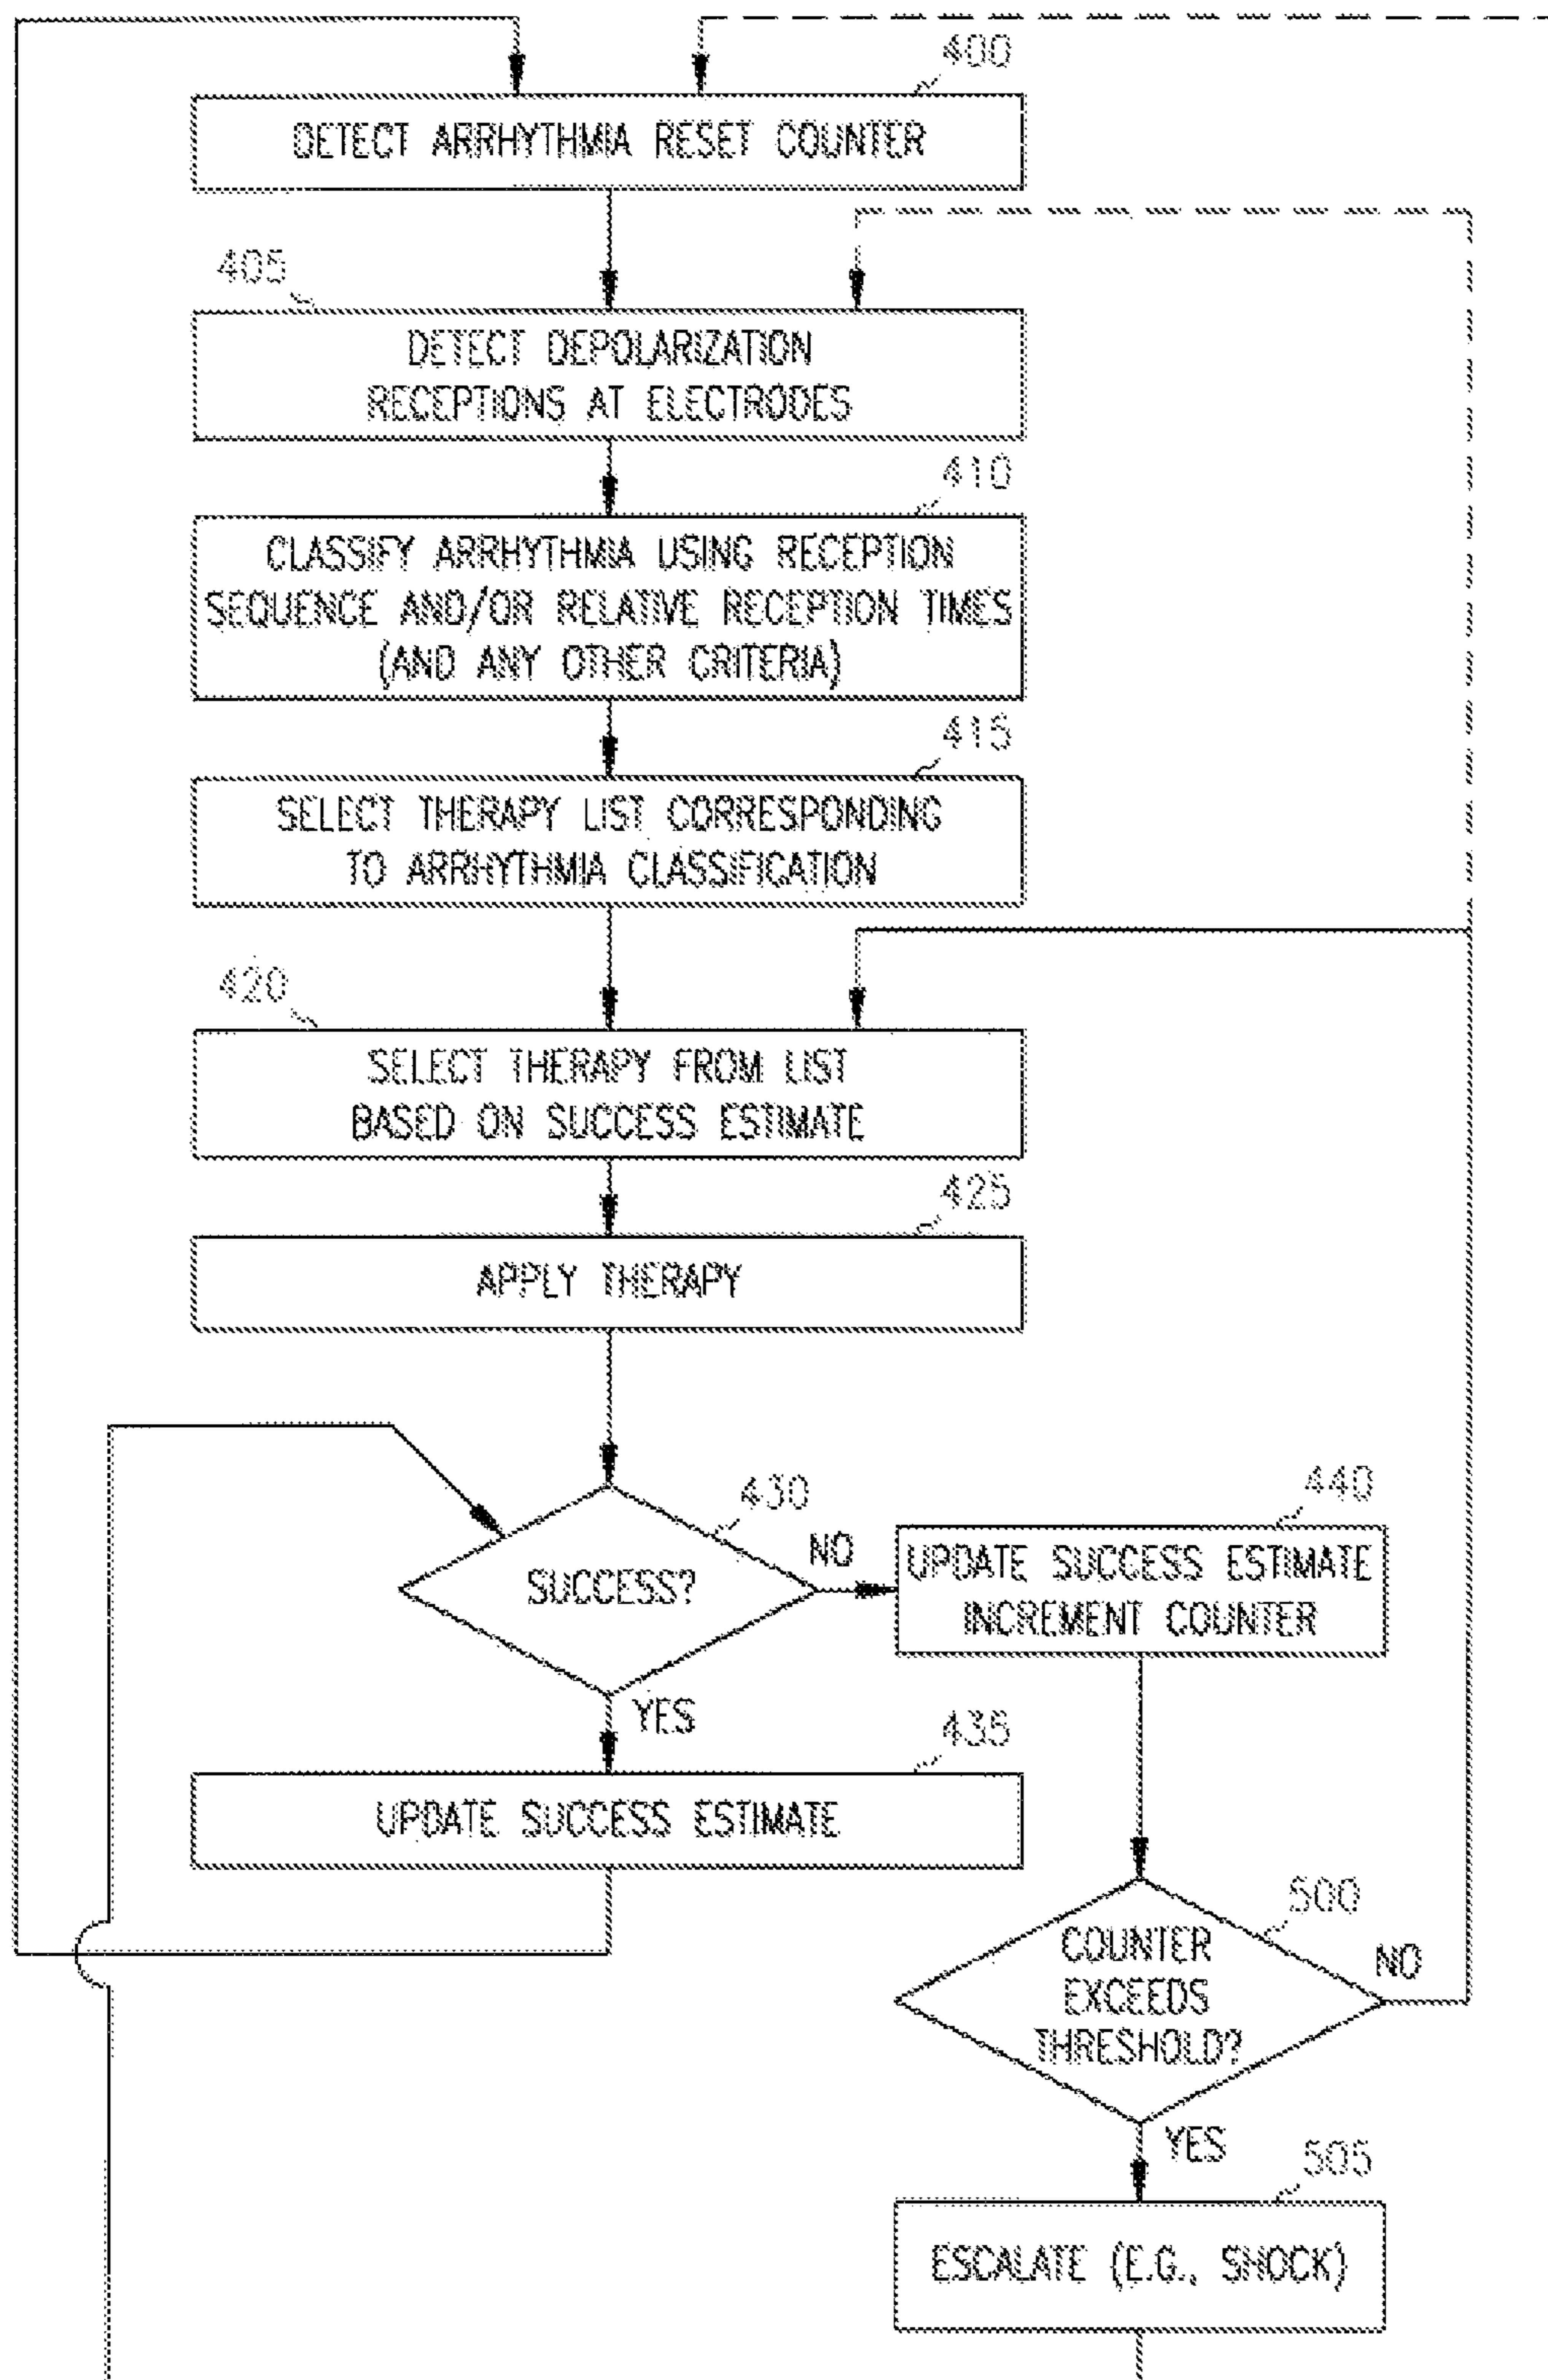 400
DETECT ARRHYTHMIA RESET COUNTER
405
DETECT DEPOLARIZATION
RECEPTIONS AT ELECTRODES
410
CLASSIFY ARRHYTHMIA USING RECEPTION
SEQUENCE AND/OR RELATIVE RECEPTION TIMES
(AND ANY OTHER CRITERIA)
415
SELECT THERAPY LIST CORRESPONDING
TO ARRHYTHMIA CLASSIFICATION
420
SELECT THERAPY FROM LIST
BASED ON SUCCESS ESTIMATE
425
APPLY THERAPY
430
SUCCESS?
NO
440
UPDATE SUCCESS ESTIMATE
INCREMENT COUNTER
YES
435
UPDATE SUCCESS ESTIMATE
500
COUNTER
EXCEEDS
THRESHOLD?
NO
YES
505
ESCALATE (E.G., SHOCK)